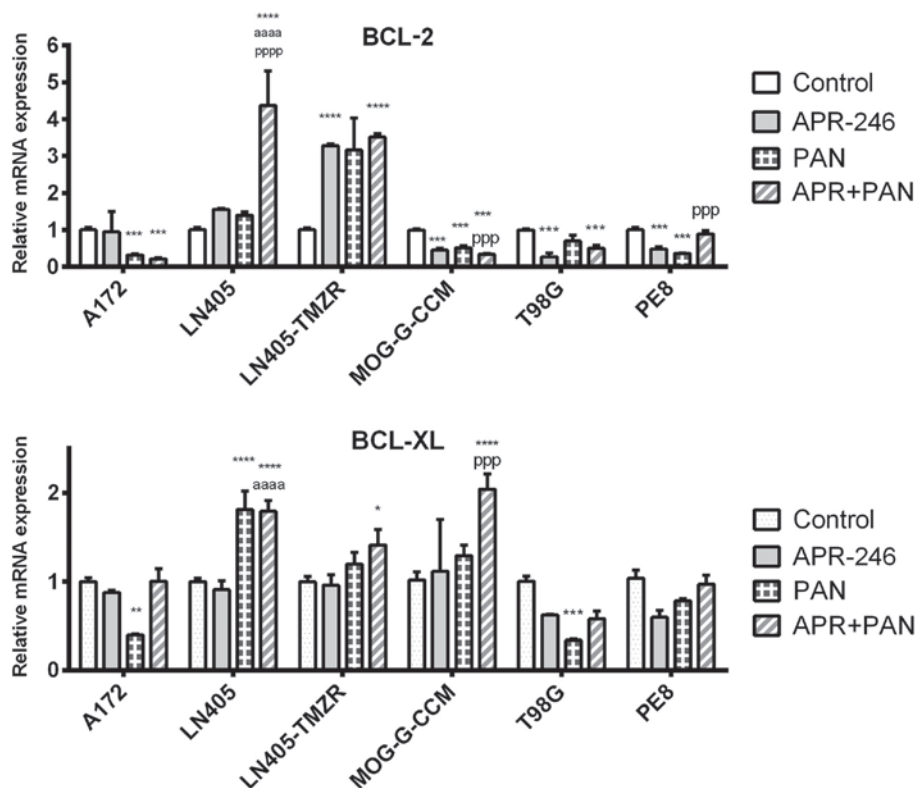 BCL-2
Relative mRNA expression
6
5
4
3
2
1
0
****
aaaa
pppp
****
****
***
***
***
***
***
ppp
***
***
***
***
ppp
A172
LN405
LN405-TMZR
MOG-G-CCM
T98G
PE8
Control
APR-246
PAN
APR+PAN
BCL-XL
Relative mRNA expression
2
1
0
**
****
****
aaaa
*
****
ppp
***
A172
LN405
LN405-TMZR
MOG-G-CCM
T98G
PE8
Control
APR-246
PAN
APR+PAN